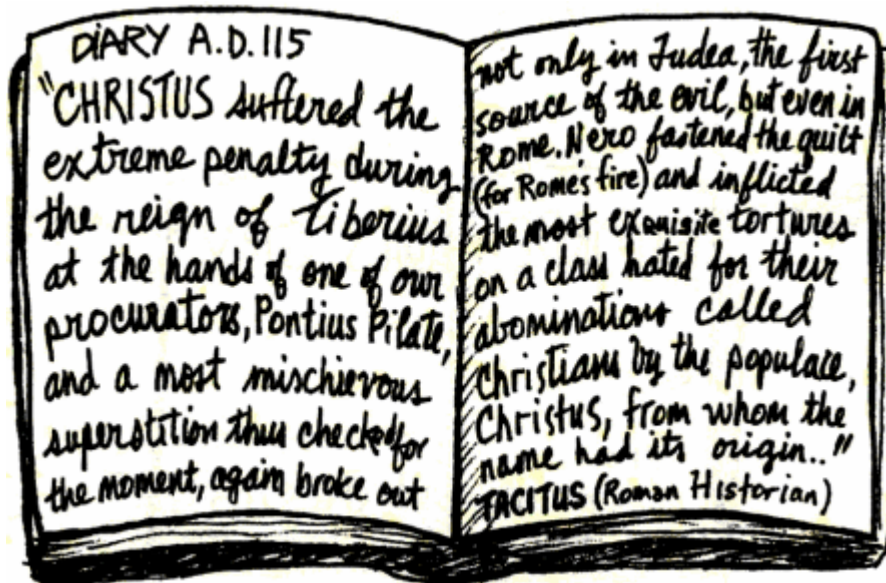 DIARY A.D. 115
"CHRISTUS suffered the
extreme penalty during
the reign of Tiberius
at the hands of one of our
procurators, Pontius Pilate,
and a most mischievous
superstition thus checked for
the moment, again broke out
not only in Judea, the first
source of the evil, but even in
Rome. Nero fastened the guilt
(for Rome's fire) and inflicted
the most exquisite tortures
on a class hated for their
abominations called
Christians by the populace,
Christus, from whom the
name had its origin.."
TACITUS (Roman Historian)